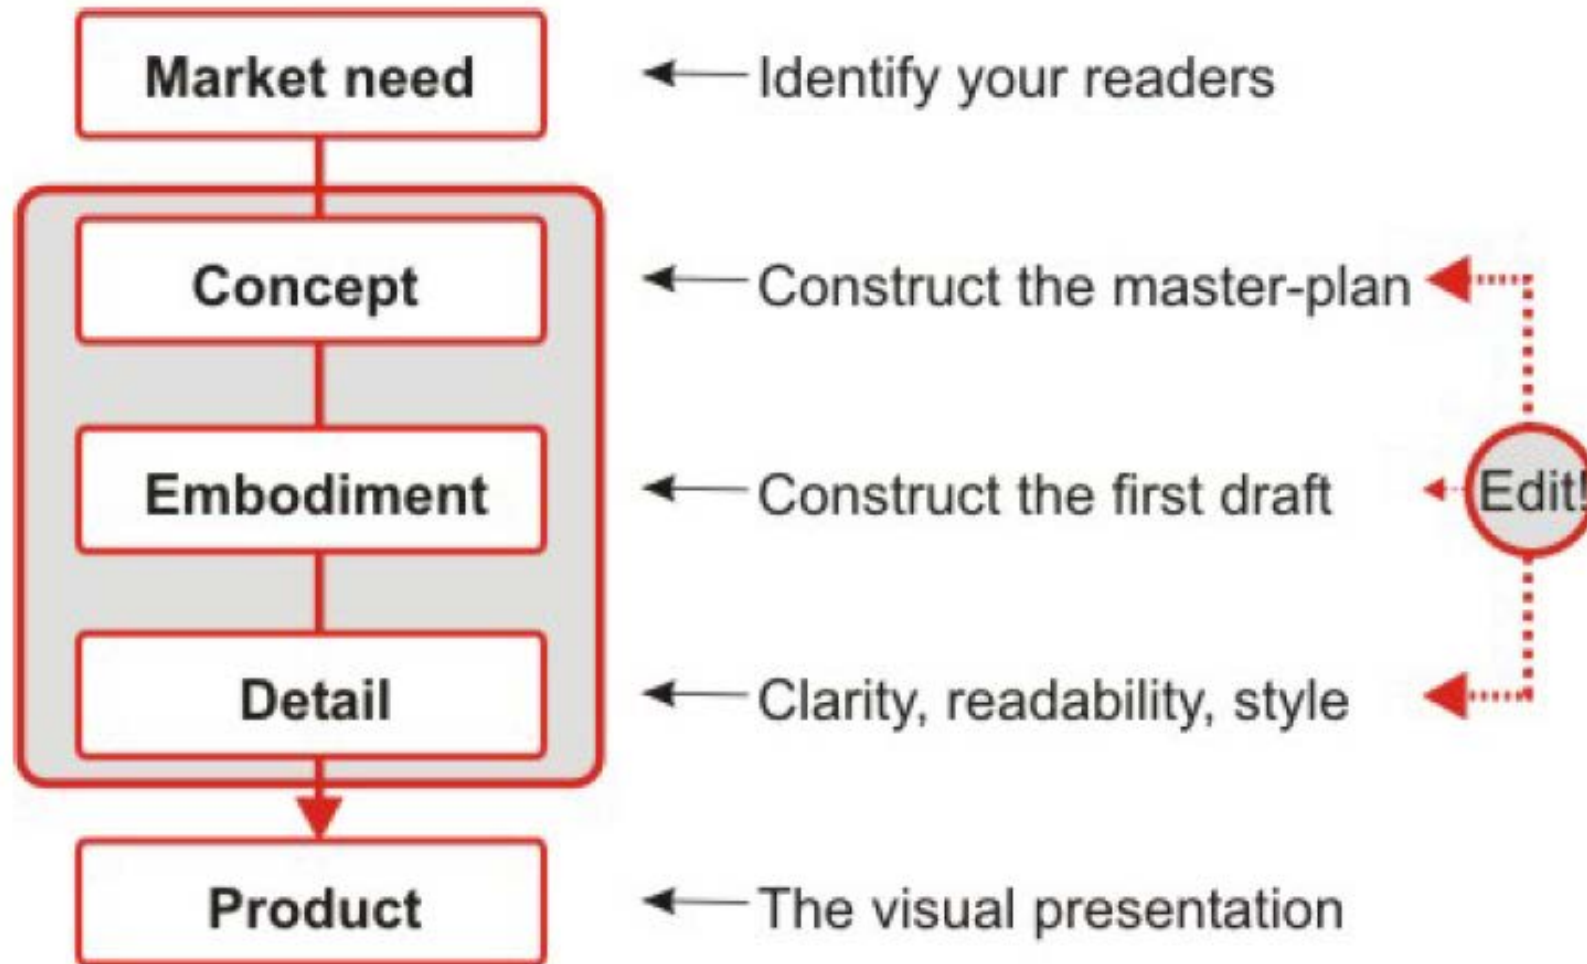 Market need
Identify your readers
Concept
Construct the master-plan
Embodiment
Construct the first draft
Edit!
Detail
Clarity, readability, style
Product
The visual presentation